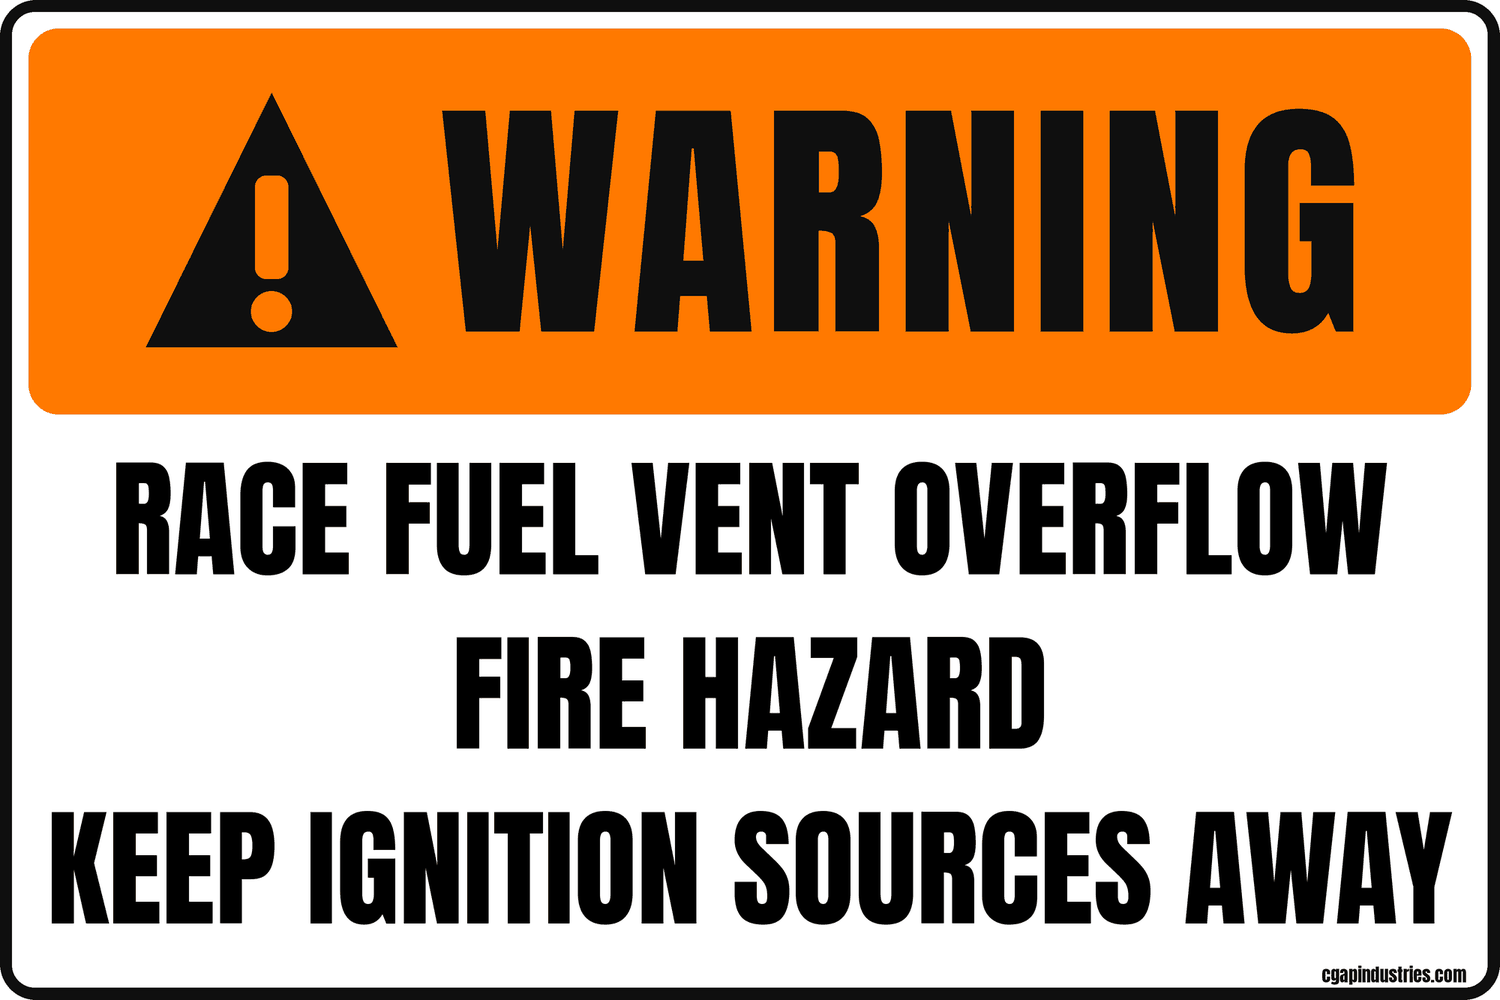 WARNING
RACE FUEL VENT OVERFLOW
FIRE HAZARD
KEEP IGNITION SOURCES AWAY
cgapindustries.com